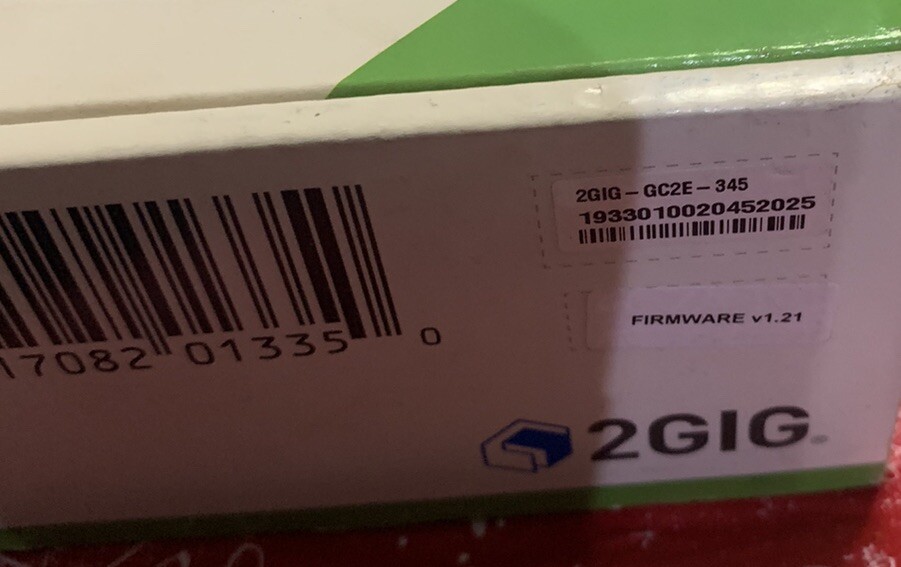 2GIG – GC2E – 345
1933010020452025
FIRMWARE v1.21
17082 01335 0
2GIG®